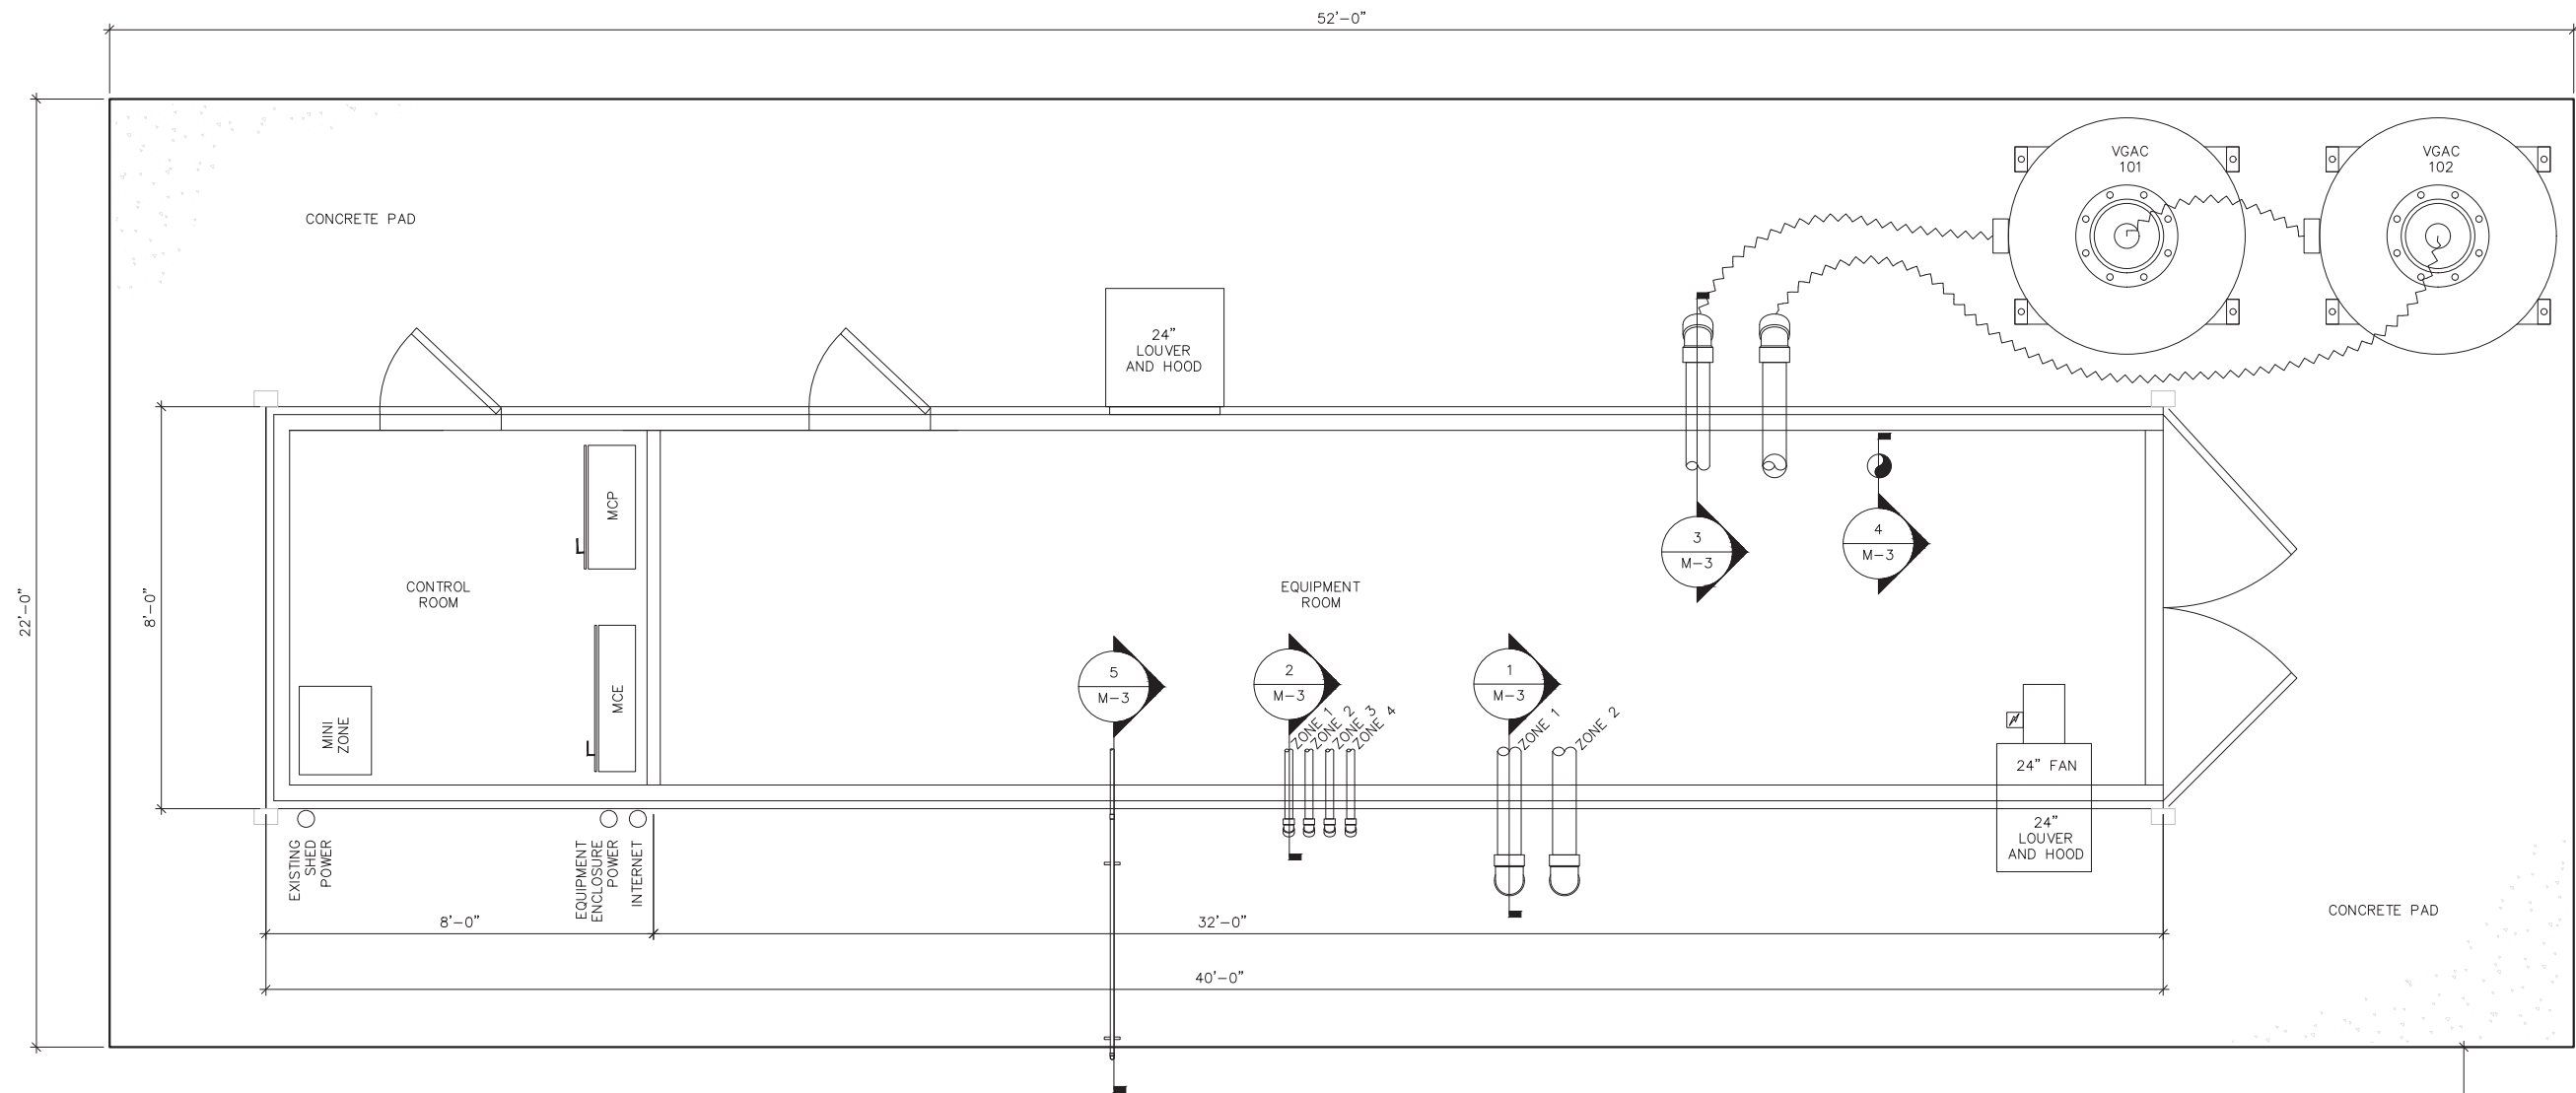 52'-0"
VGAC
101
VGAC
102
CONCRETE PAD
24"
LOUVER
AND HOOD
22'-0"
8'-0"
MCP
CONTROL
ROOM
MCE
MINI
ZONE
EQUIPMENT
ROOM
3
M-3
4
M-3
5
M-3
2
M-3
1
M-3
ZONE 1
ZONE 2
ZONE 3
ZONE 4
ZONE 1
ZONE 2
24" FAN
24"
LOUVER
AND HOOD
EXISTING
SHED
POWER
EQUIPMENT
ENCLOSURE
POWER
INTERNET
8'-0"
32'-0"
CONCRETE PAD
40'-0"